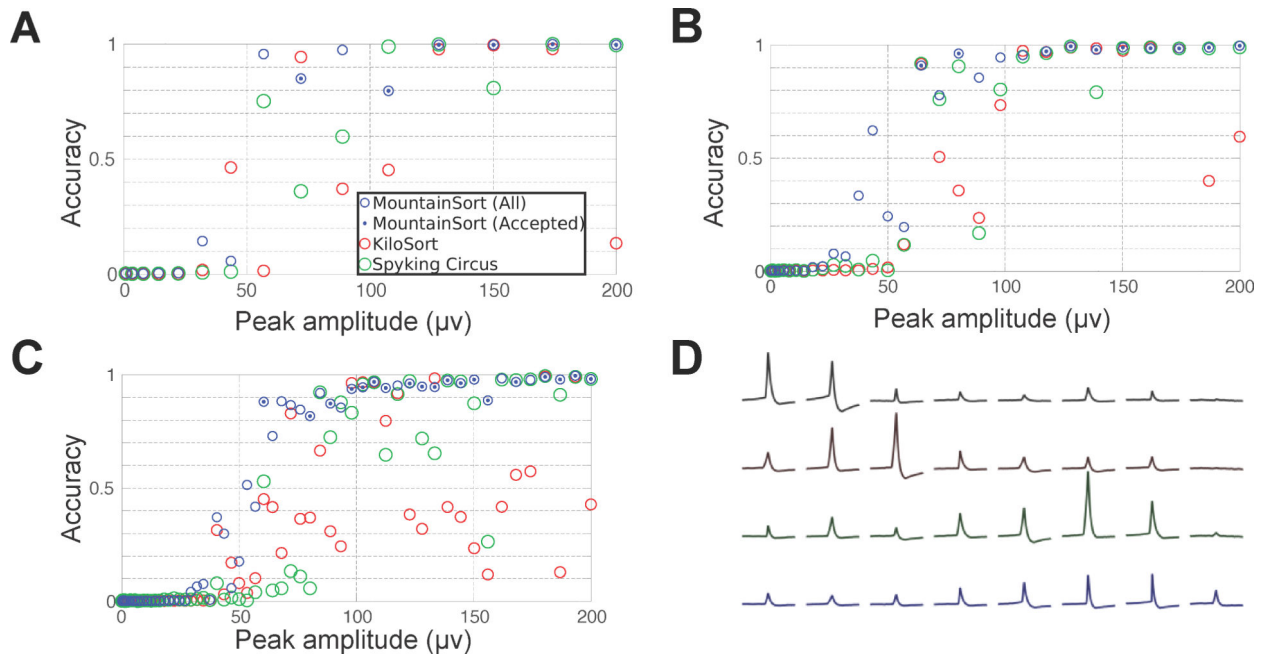 A
1
0.5
0
Accuracy
0
50
100
150
200
Peak amplitude (μv)
MountainSort (All)
MountainSort (Accepted)
KiloSort
Spyking Circus
B
1
0.5
0
Accuracy
0
50
100
150
200
Peak amplitude (μv)
C
1
0.5
0
Accuracy
0
50
100
150
200
Peak amplitude (μv)
D